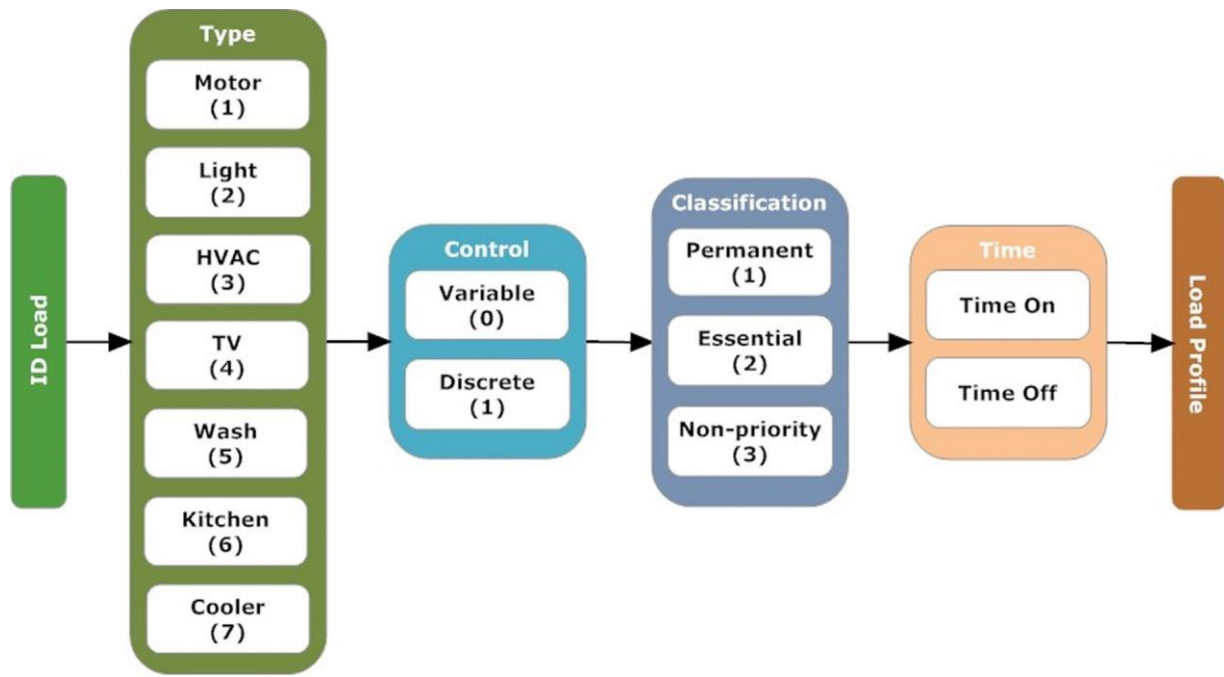 ID Load
Type
Motor
(1)
Light
(2)
HVAC
(3)
TV
(4)
Wash
(5)
Kitchen
(6)
Cooler
(7)
Control
Variable
(0)
Discrete
(1)
Classification
Permanent
(1)
Essential
(2)
Non-priority
(3)
Time
Time On
Time Off
Load Profile